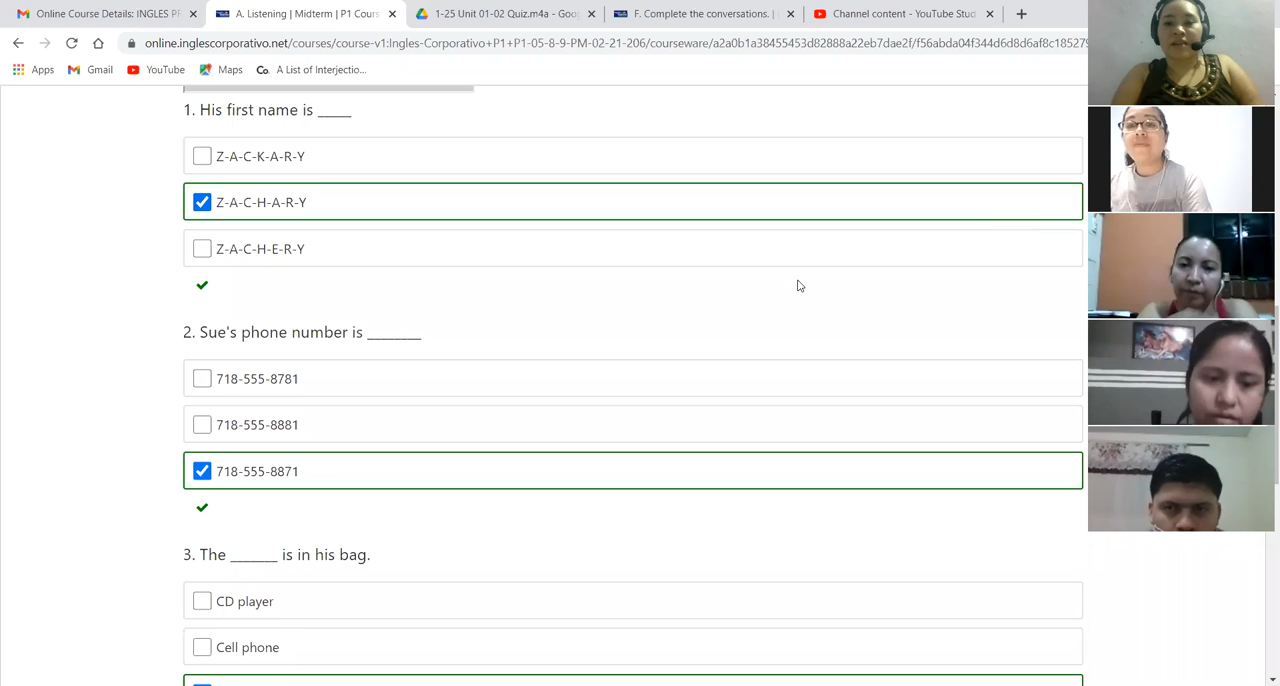 Online Course Details: INGLES PR
A. Listening | Midterm | P1 Cours
1-25 Unit 01-02 Quiz.m4a - Goo
F. Complete the conversations. |
Channel content - YouTube Stud
online.inglescorporativo.net/courses/course-v1:Ingles-Corporativo+P1+P1-05-8-9-PM-02-21-206/courseware/a2a0b1a38455453d82888a22eb7dae2f/f56abda04f344d6d8d6af8c185279
Apps Gmail YouTube Maps Co. A List of Interjectio...
1. His first name is _____
Z-A-C-K-A-R-Y
Z-A-C-H-A-R-Y
Z-A-C-H-E-R-Y
2. Sue's phone number is ________
718-555-8781
718-555-8881
718-555-8871
3. The _______ is in his bag.
CD player
Cell phone